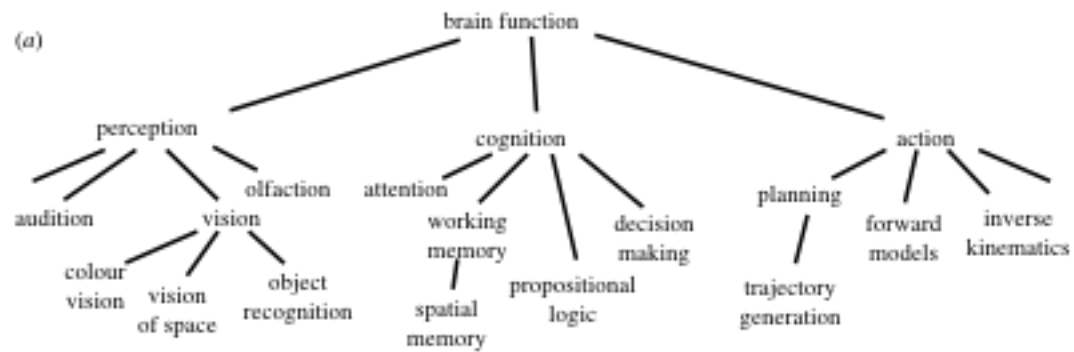 brain function
(a)
perception
cognition
action
olfaction
attention
planning
audition
vision
working
memory
decision
making
forward
models
inverse
kinematics
colour
vision
vision
of space
object
recognition
propositional
logic
trajectory
generation
spatial
memory